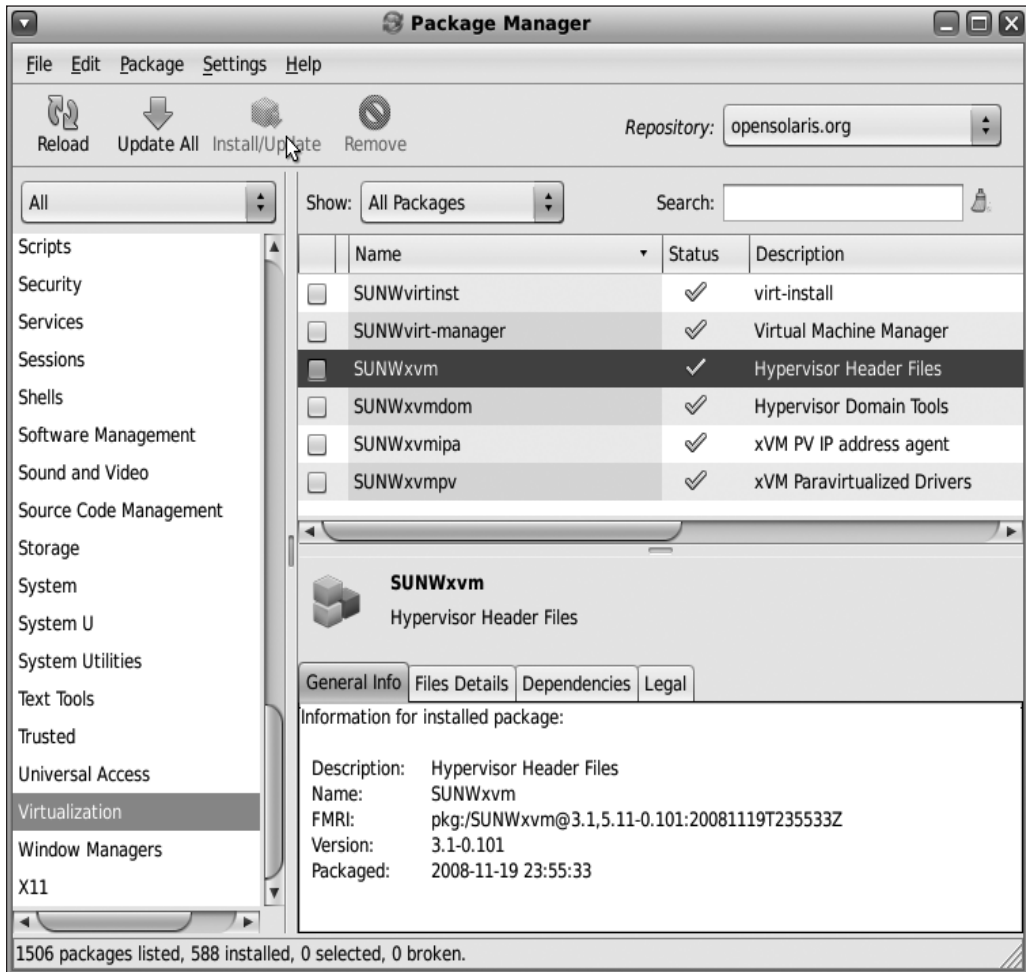 Package Manager
File Edit Package Settings Help
Reload Update All Install/Update Remove Repository: opensolaris.org
All Show: All Packages Search:
Scripts
Security
Services
Sessions
Shells
Software Management
Sound and Video
Source Code Management
Storage
System
System U
System Utilities
Text Tools
Trusted
Universal Access
Virtualization
Window Managers
X11
Name Status Description
SUNWvirtinst virt-install
SUNWvirt-manager Virtual Machine Manager
SUNWxvm Hypervisor Header Files
SUNWxvmdom Hypervisor Domain Tools
SUNWxvmipa xVM PV IP address agent
SUNWxvmpv xVM Paravirtualized Drivers
SUNWxvm
Hypervisor Header Files
General Info Files Details Dependencies Legal
Information for installed package:
Description: Hypervisor Header Files
Name: SUNWxvm
FMRI: pkg:/SUNWxvm@3.1,5.11-0.101:20081119T235533Z
Version: 3.1-0.101
Packaged: 2008-11-19 23:55:33
1506 packages listed, 588 installed, 0 selected, 0 broken.